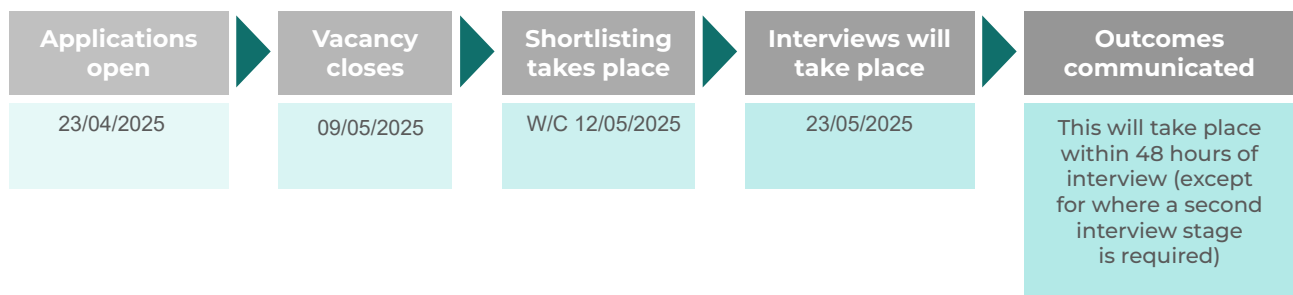 Applications
open
Vacancy
closes
Shortlisting
takes place
Interviews will
take place
Outcomes
communicated
23/04/2025
09/05/2025
W/C 12/05/2025
23/05/2025
This will take place
within 48 hours of
interview (except
for where a second
interview stage
is required)